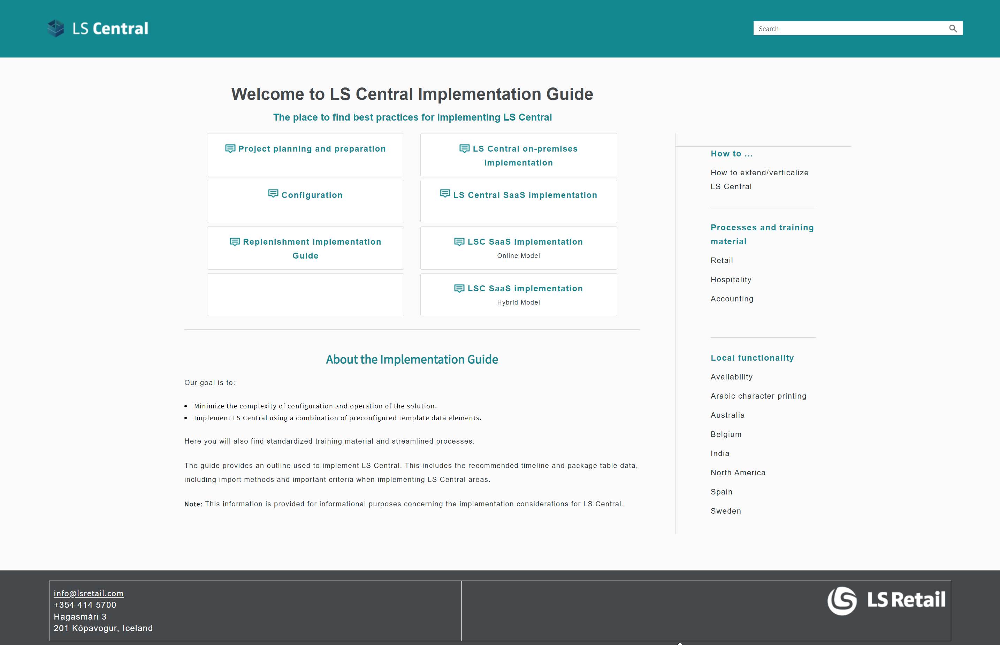 LS Central
Search
Welcome to LS Central Implementation Guide
The place to find best practices for implementing LS Central
Project planning and preparation
LS Central on-premises
implementation
Configuration
LS Central SaaS implementation
Replenishment Implementation
Guide
LSC SaaS implementation
Online Model
LSC SaaS implementation
Hybrid Model
About the Implementation Guide
Our goal is to:
• Minimize the complexity of configuration and operation of the solution.
• Implement LS Central using a combination of preconfigured template data elements.
Here you will also find standardized training material and streamlined processes.
The guide provides an outline used to implement LS Central. This includes the recommended timeline and package table data,
including import methods and important criteria when implementing LS Central areas.
Note: This information is provided for informational purposes concerning the implementation considerations for LS Central.
How to ...
How to extend/verticalize
LS Central
Processes and training
material
Retail
Hospitality
Accounting
Local functionality
Availability
Arabic character printing
Australia
Belgium
India
North America
Spain
Sweden
info@lsretail.com
+354 414 5700
Hagasmári 3
201 Kópavogur, Iceland
LS Retail